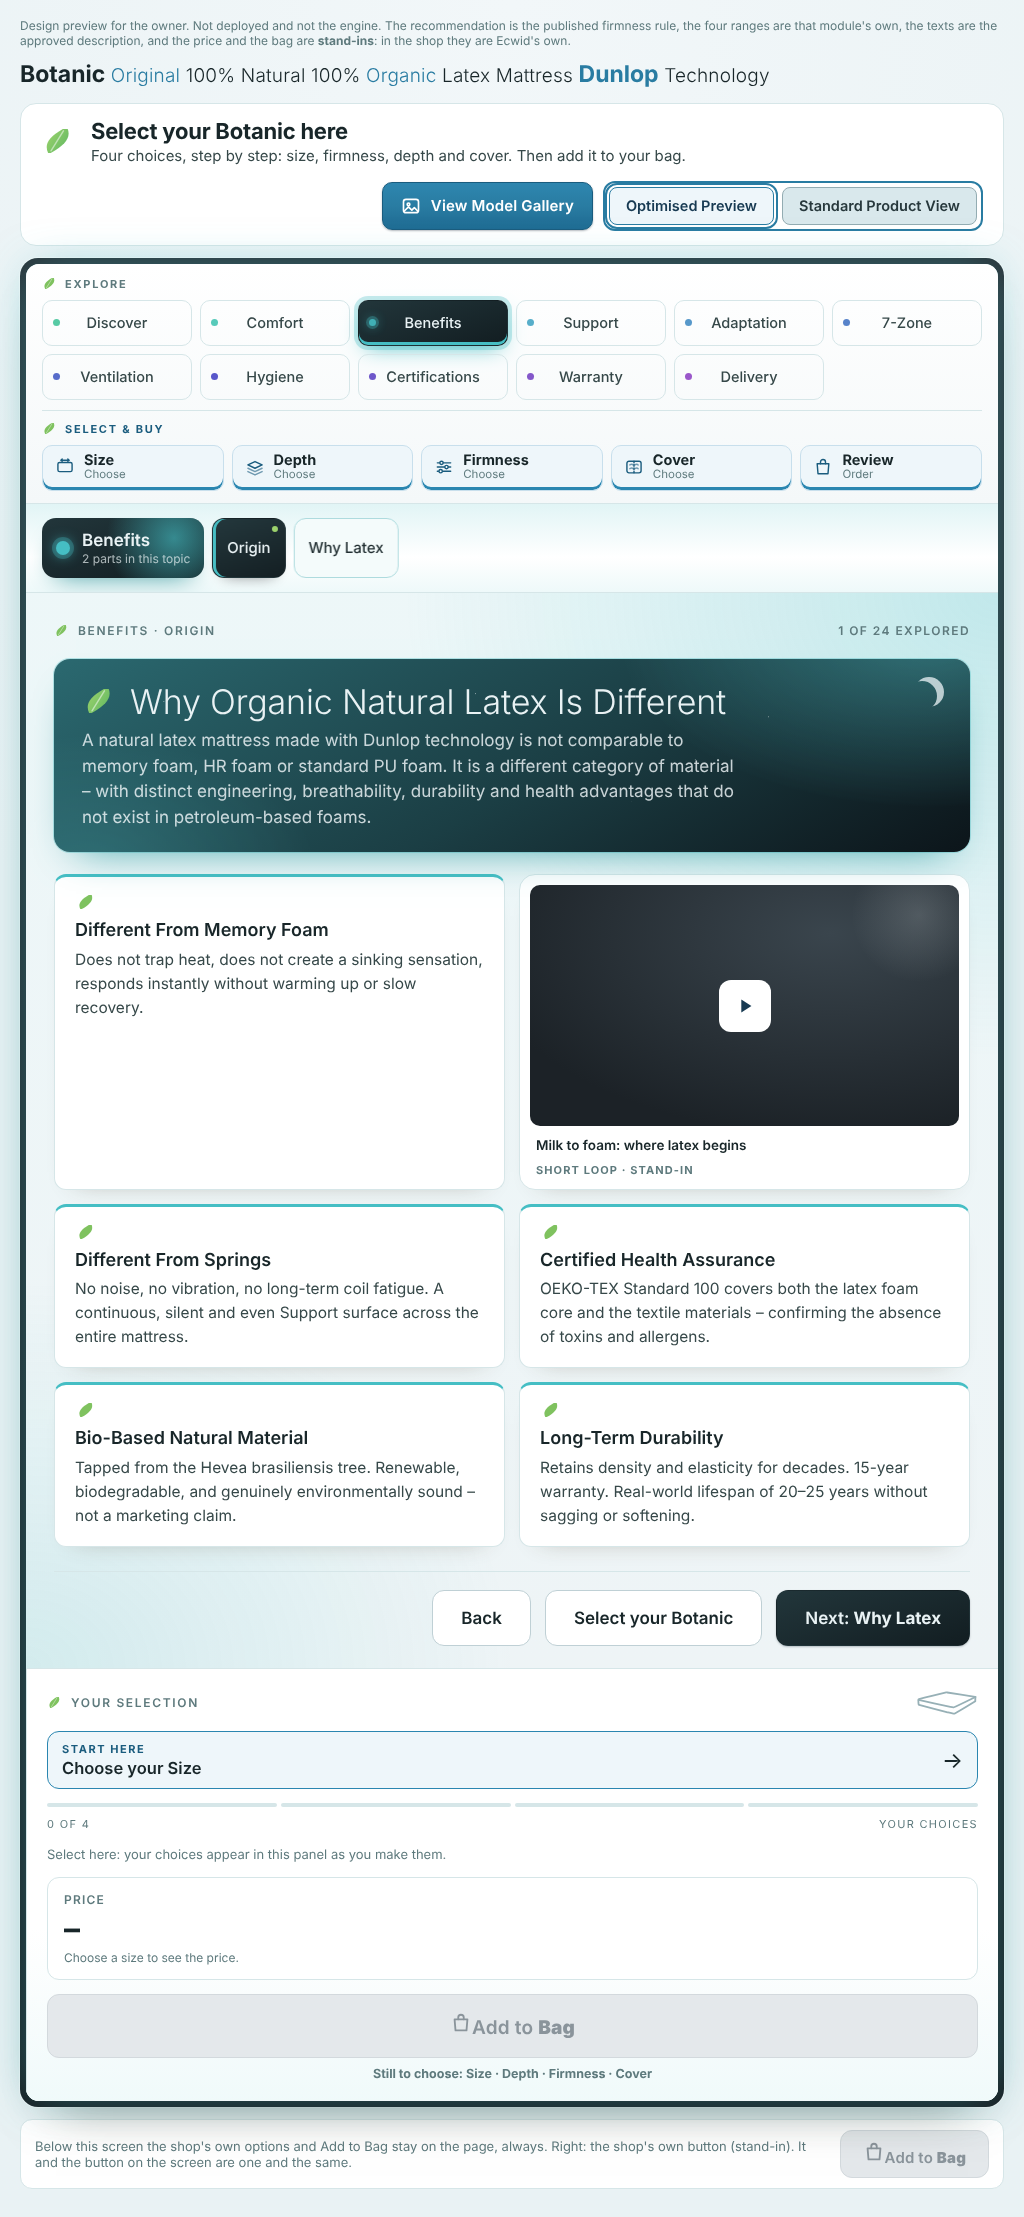 Design preview for the owner. Not deployed and not the engine. The recommendation is the published firmness rule, the four ranges are that module's own, the texts are the
approved description, and the price and the bag are stand-ins: in the shop they are Ecwid's own.
Botanic Original 100% Natural 100% Organic Latex Mattress Dunlop Technology
Select your Botanic here
Four choices, step by step: size, firmness, depth and cover. Then add it to your bag.
View Model Gallery
Optimised Preview
Standard Product View
EXPLORE
Discover
Comfort
Benefits
Support
Adaptation
7-Zone
Ventilation
Hygiene
Certifications
Warranty
Delivery
SELECT & BUY
Size
Choose
Depth
Choose
Firmness
Choose
Cover
Choose
Review
Order
Benefits
2 parts in this topic
Origin
Why Latex
BENEFITS · ORIGIN
1 OF 24 EXPLORED
Why Organic Natural Latex Is Different
A natural latex mattress made with Dunlop technology is not comparable to
memory foam, HR foam or standard PU foam. It is a different category of material
– with distinct engineering, breathability, durability and health advantages that do
not exist in petroleum-based foams.
Different From Memory Foam
Does not trap heat, does not create a sinking sensation,
responds instantly without warming up or slow
recovery.
Milk to foam: where latex begins
SHORT LOOP · STAND-IN
Different From Springs
No noise, no vibration, no long-term coil fatigue. A
continuous, silent and even Support surface across the
entire mattress.
Certified Health Assurance
OEKO-TEX Standard 100 covers both the latex foam
core and the textile materials – confirming the absence
of toxins and allergens.
Bio-Based Natural Material
Tapped from the Hevea brasiliensis tree. Renewable,
biodegradable, and genuinely environmentally sound –
not a marketing claim.
Long-Term Durability
Retains density and elasticity for decades. 15-year
warranty. Real-world lifespan of 20–25 years without
sagging or softening.
Back
Select your Botanic
Next: Why Latex
YOUR SELECTION
START HERE
Choose your Size
0 OF 4
YOUR CHOICES
Select here: your choices appear in this panel as you make them.
PRICE
–
Choose a size to see the price.
Add to Bag
Still to choose: Size · Depth · Firmness · Cover
Below this screen the shop's own options and Add to Bag stay on the page, always. Right: the shop's own button (stand-in). It
and the button on the screen are one and the same.
Add to Bag